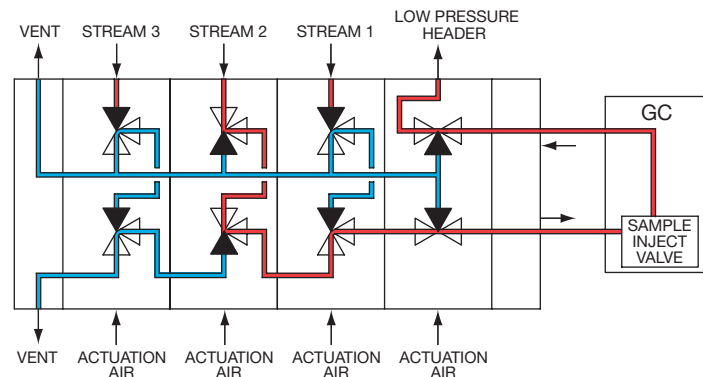 VENT
STREAM 3
STREAM 2
STREAM 1
LOW PRESSURE
HEADER
GC
SAMPLE
INJECT
VALVE
VENT
ACTUATION
AIR
ACTUATION
AIR
ACTUATION
AIR
ACTUATION
AIR